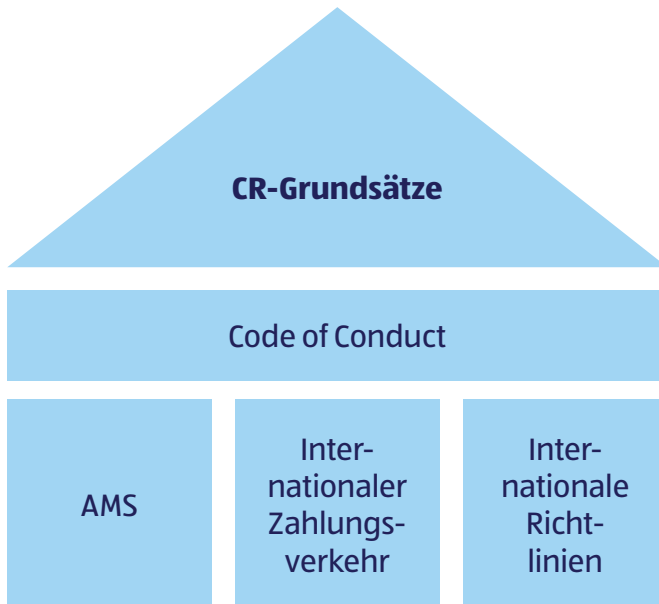 CR-Grundsätze
Code of Conduct
AMS
Inter-
nationaler
Zahlungs-
verkehr
Inter-
nationale
Richt-
linien